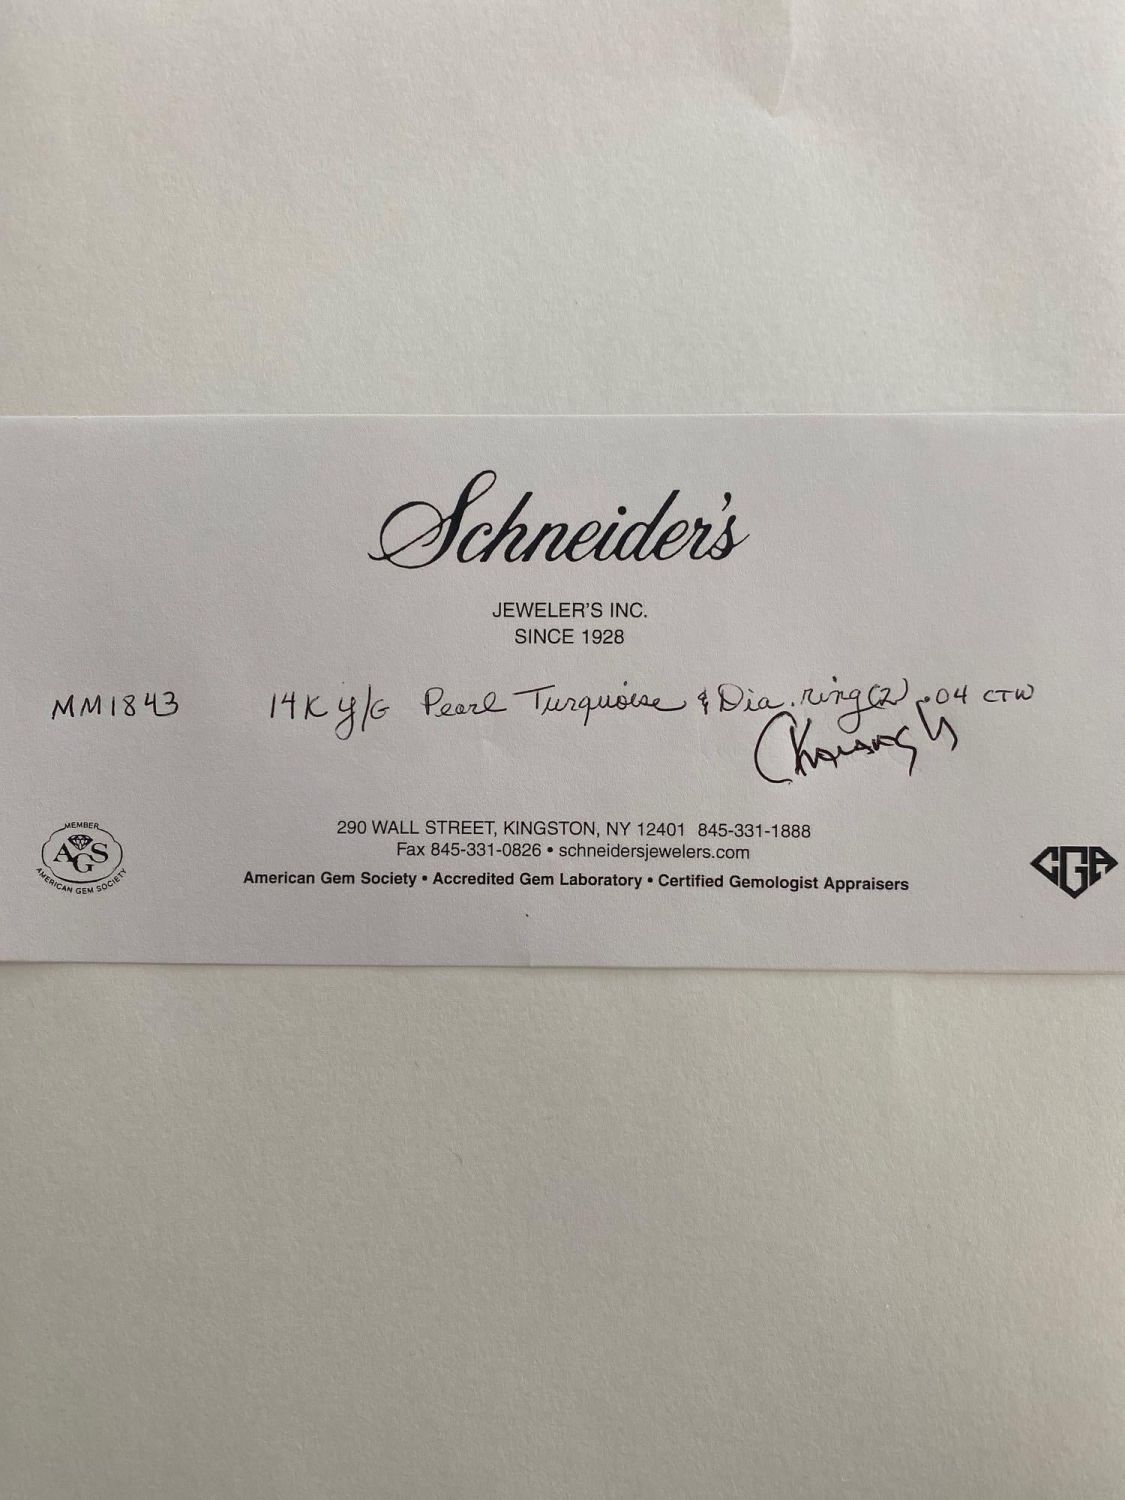 Schneider's
JEWELER'S INC.
SINCE 1928
MM1843 14K y/G Pearl Turquoise & Dia. ring (2) .04 CTW
290 WALL STREET, KINGSTON, NY 12401 845-331-1888
Fax 845-331-0826 • schneidersjewelers.com
American Gem Society • Accredited Gem Laboratory • Certified Gemologist Appraisers
MEMBER
AGS
AMERICAN GEM SOCIETY
CGA